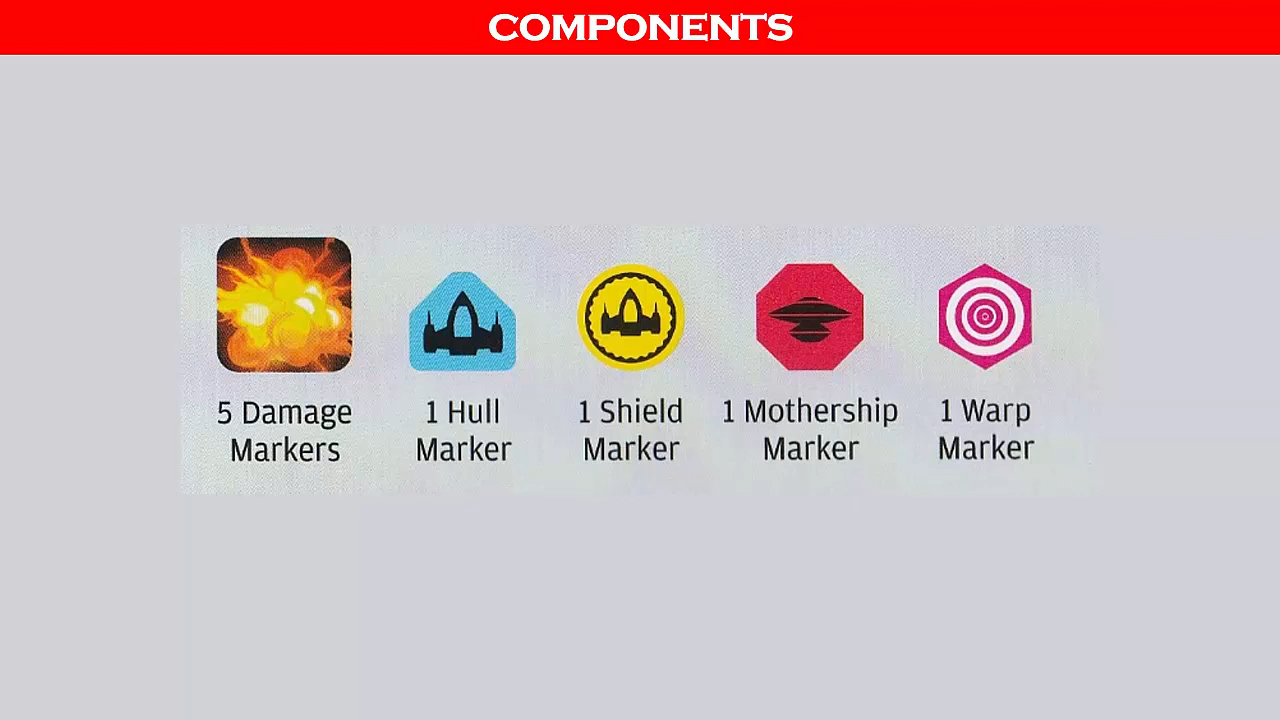 COMPONENTS
5 Damage Markers
1 Hull Marker
1 Shield Marker
1 Mothership Marker
1 Warp Marker